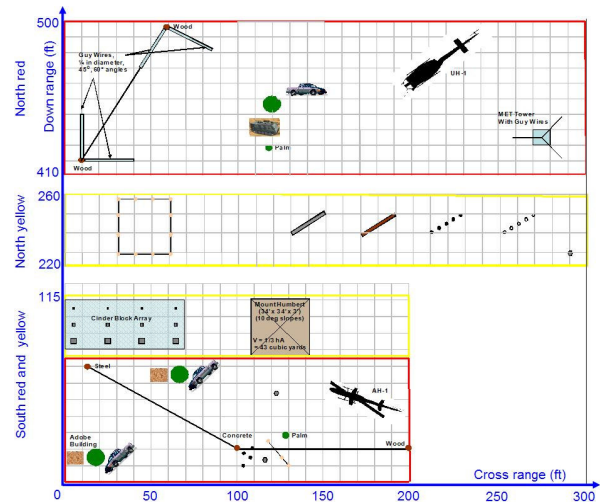 500
Wood
Guy Wires,
¼ in diameter,
45⁰, 60° angles
UH-1
MET Tower
With Guy Wires
Palm
Wood
410
North red
Down range (ft)
260
North yellow
220
115
Cinder Block Array
Mount Humbert
(34' x 34' x 3')
(10 deg slopes)
V = 1/3 hA
= 43 cubic yards
South red and yellow
Steel
AH-1
Adobe
Building
Concrete
Palm
Wood
Cross range (ft)
0
50
100
150
200
250
300